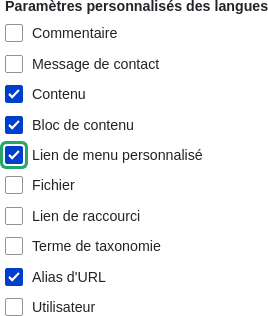 Paramètres personnalisés des langues
Commentaire
Message de contact
Contenu
Bloc de contenu
Lien de menu personnalisé
Fichier
Lien de raccourci
Terme de taxonomie
Alias d'URL
Utilisateur